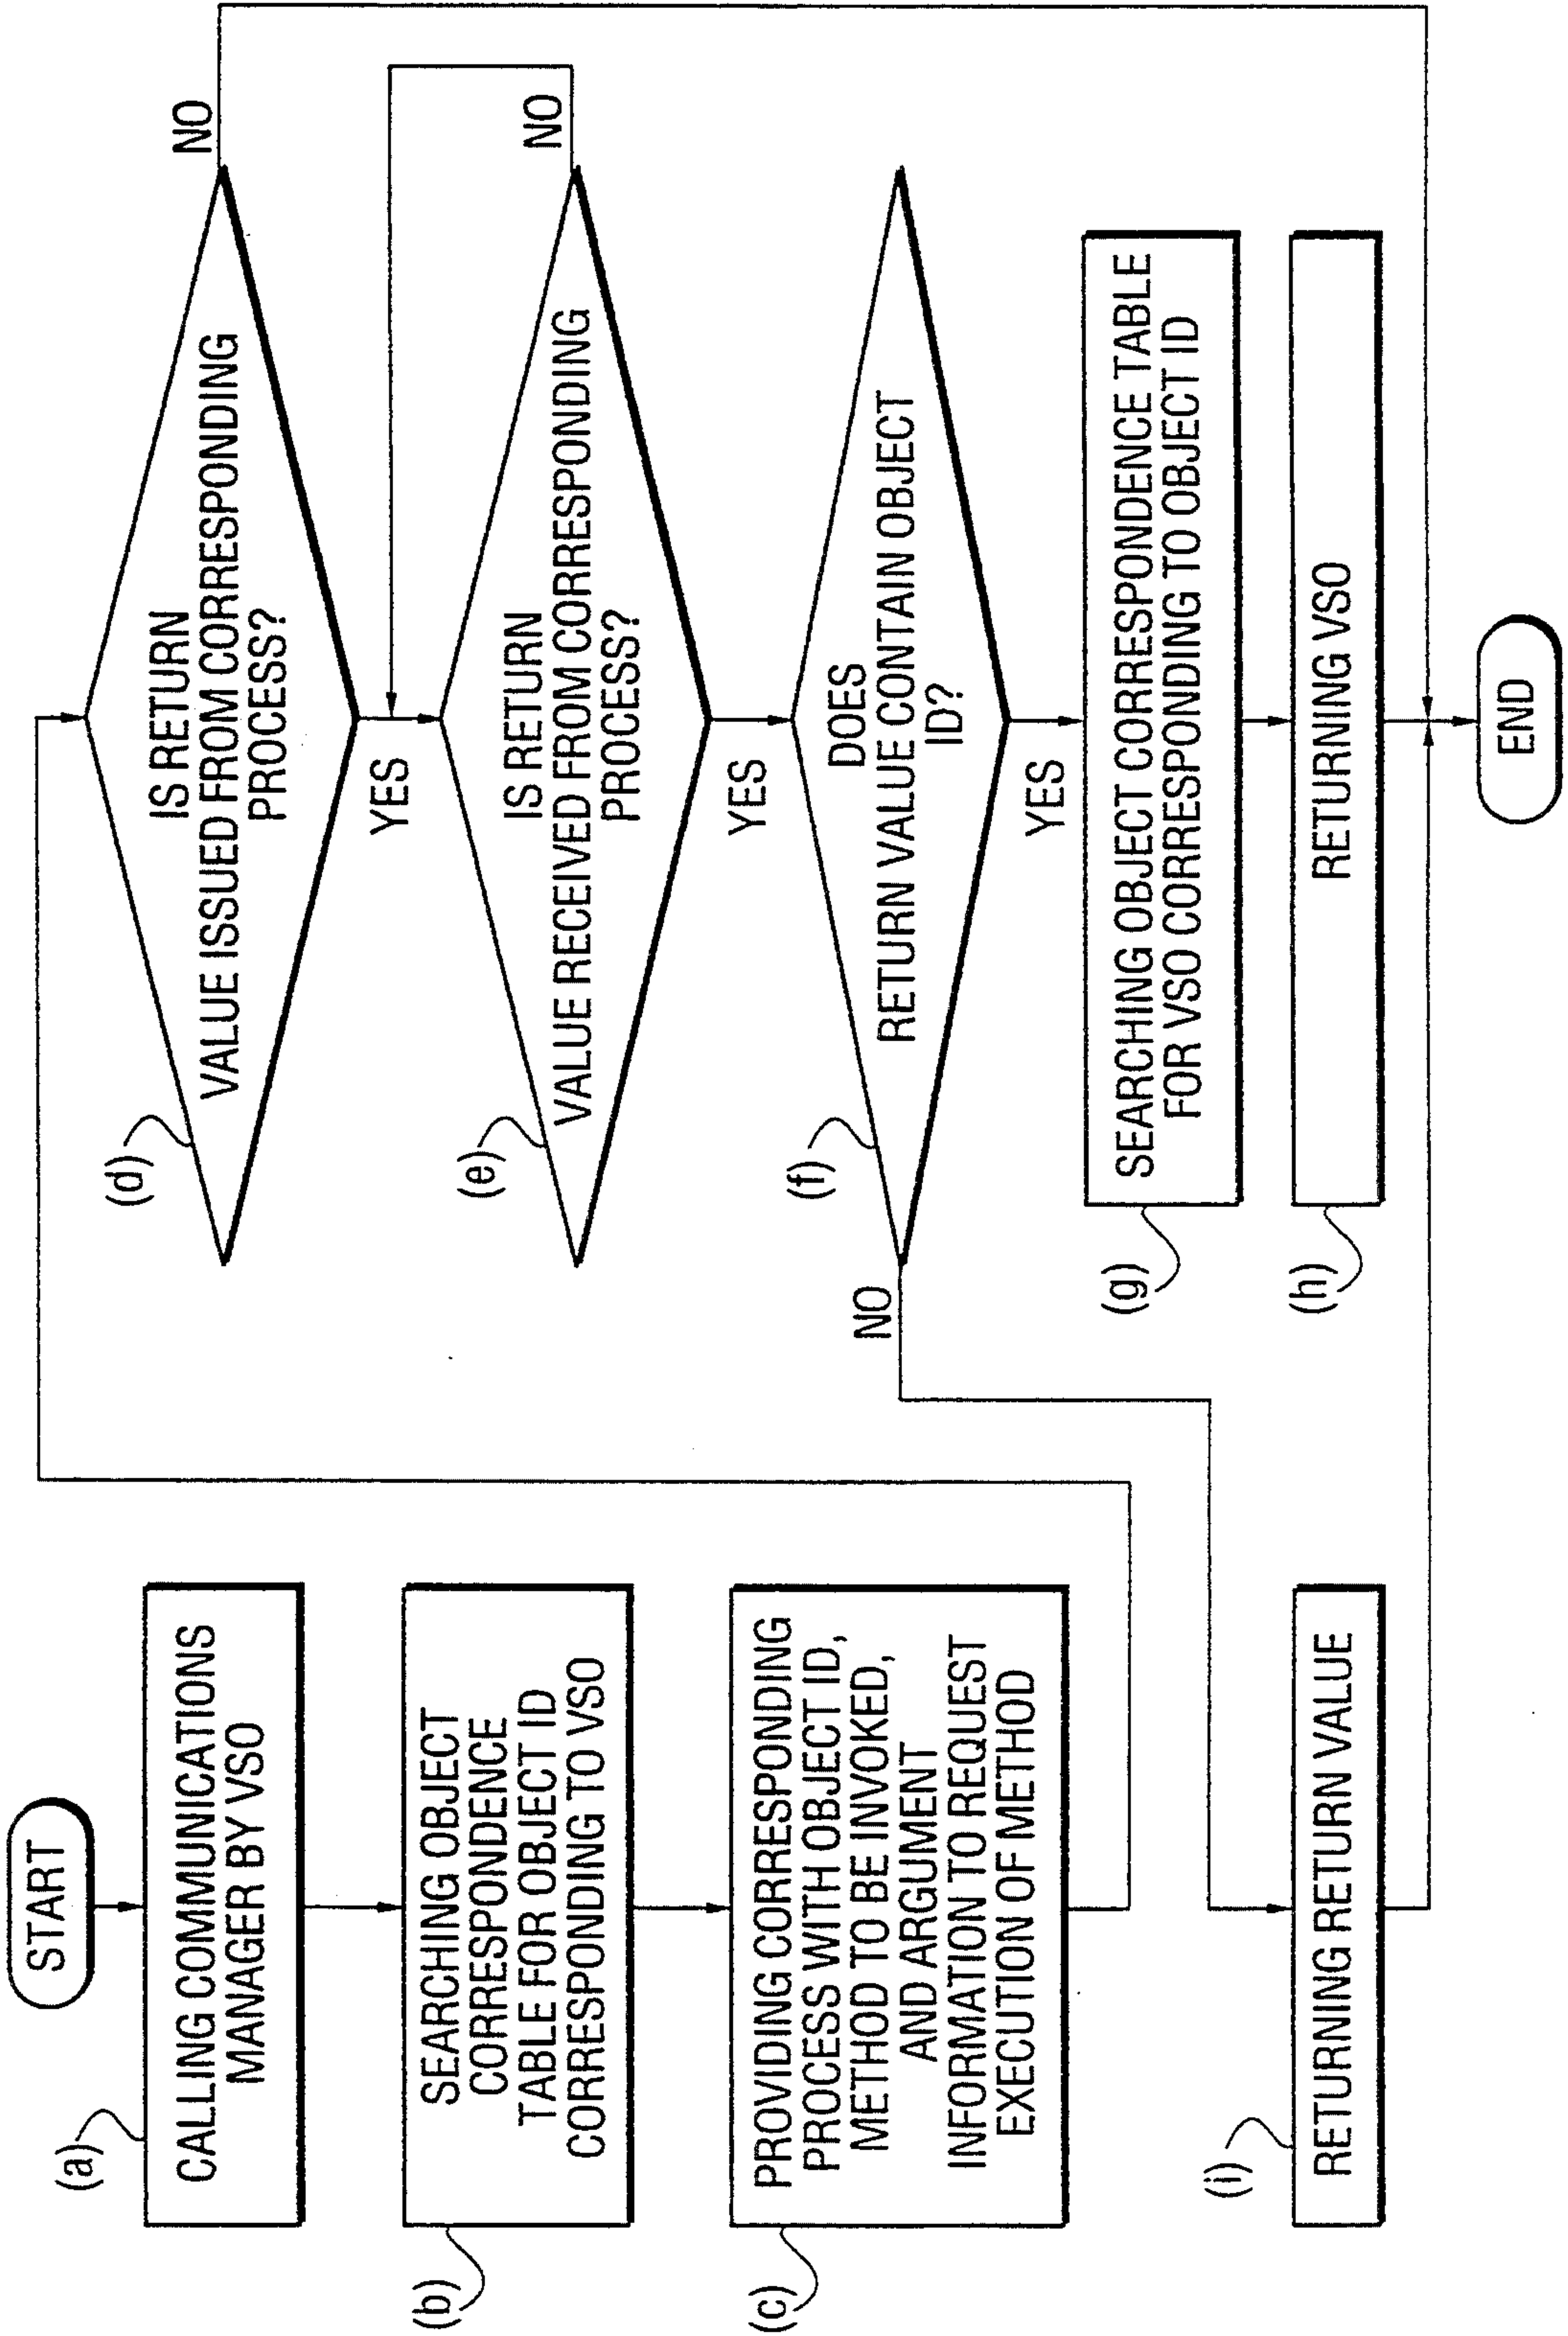 START
(a)
CALLING COMMUNICATIONS
MANAGER BY VSO
(b)
SEARCHING OBJECT
CORRESPONDENCE
TABLE FOR OBJECT ID
CORRESPONDING TO VSO
(c)
PROVIDING CORRESPONDING
PROCESS WITH OBJECT ID,
METHOD TO BE INVOKED,
AND ARGUMENT
INFORMATION TO REQUEST
EXECUTION OF METHOD
(d)
IS RETURN
VALUE ISSUED FROM CORRESPONDING
PROCESS?
NO
YES
(e)
IS RETURN
VALUE RECEIVED FROM CORRESPONDING
PROCESS?
NO
YES
(f)
DOES
RETURN VALUE CONTAIN OBJECT
ID?
NO
YES
(g)
SEARCHING OBJECT CORRESPONDENCE TABLE
FOR VSO CORRESPONDING TO OBJECT ID
(h)
RETURNING VSO
(i)
RETURNING RETURN VALUE
END